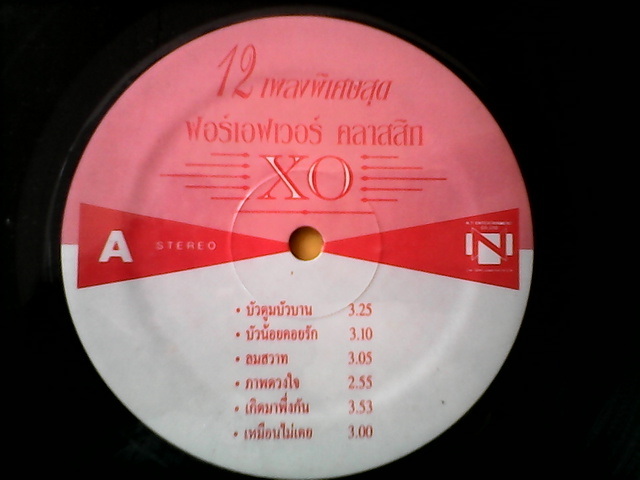 12 เพลงพิเศษสุด
ฟอร์เอฟเวอร์ คลาสสิก
XO
A STEREO
N
• บัวตูมบัวบาน 3.25
• บัวน้อยคอยรัก 3.10
• ลมสวาท 3.05
• ภาพดวงใจ 2.55
• เกิดมาพึ่งกัน 3.53
• เหมือนไม่เคย 3.00